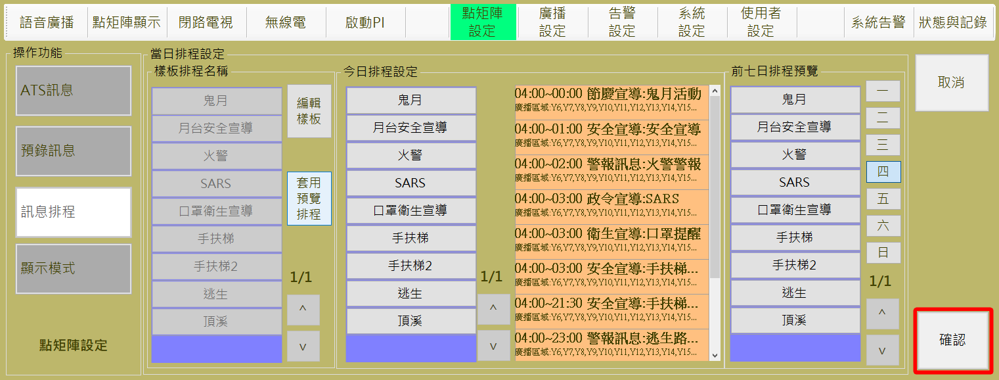 語音廣播
點矩陣顯示
閉路電視
無線電
啟動PI
點矩陣
設定
廣播
設定
告警
設定
系統
設定
使用者
設定
系統告警
狀態與記錄
操作功能
ATS訊息
預錄訊息
訊息排程
顯示模式
點矩陣設定
當日排程設定
樣板排程名稱
鬼月
月台安全宣導
火警
SARS
口罩衛生宣導
手扶梯
手扶梯2
逃生
頂溪
編輯
樣板
套用
預覽
排程
1/1
˄
˅
今日排程設定
鬼月
月台安全宣導
火警
SARS
口罩衛生宣導
手扶梯
手扶梯2
逃生
頂溪
1/1
˄
˅
04:00~00:00 節慶宣導:鬼月活動
廣播區域:Y6,Y7,Y8,Y9,Y10,Y11,Y12,Y13,Y14,Y15...
04:00~01:00 安全宣導:安全宣導
廣播區域:Y6,Y7,Y8,Y9,Y10,Y11,Y12,Y13,Y14,Y15...
04:00~02:00 警報訊息:火警警報
廣播區域:Y6,Y7,Y8,Y9,Y10,Y11,Y12,Y13,Y14,Y15...
04:00~03:00 政令宣導:SARS
廣播區域:Y6,Y7,Y8,Y9,Y10,Y11,Y12,Y13,Y14,Y15...
04:00~03:00 衛生宣導:口罩提醒
廣播區域:Y6,Y7,Y8,Y9,Y10,Y11,Y12,Y13,Y14,Y15...
04:00~03:00 安全宣導:手扶梯...
廣播區域:Y6,Y7,Y8,Y9,Y10,Y11,Y12,Y13,Y14,Y15...
04:00~21:30 安全宣導:手扶梯...
廣播區域:Y6,Y7,Y8,Y9,Y10,Y11,Y12,Y13,Y14,Y15...
04:00~23:00 警報訊息:逃生路...
廣播區域:Y6,Y7,Y8,Y9,Y10,Y11,Y12,Y13,Y14,Y15...
前七日排程預覽
鬼月
月台安全宣導
火警
SARS
口罩衛生宣導
手扶梯
手扶梯2
逃生
頂溪
一
二
三
四
五
六
日
1/1
˄
˅
取消
確認